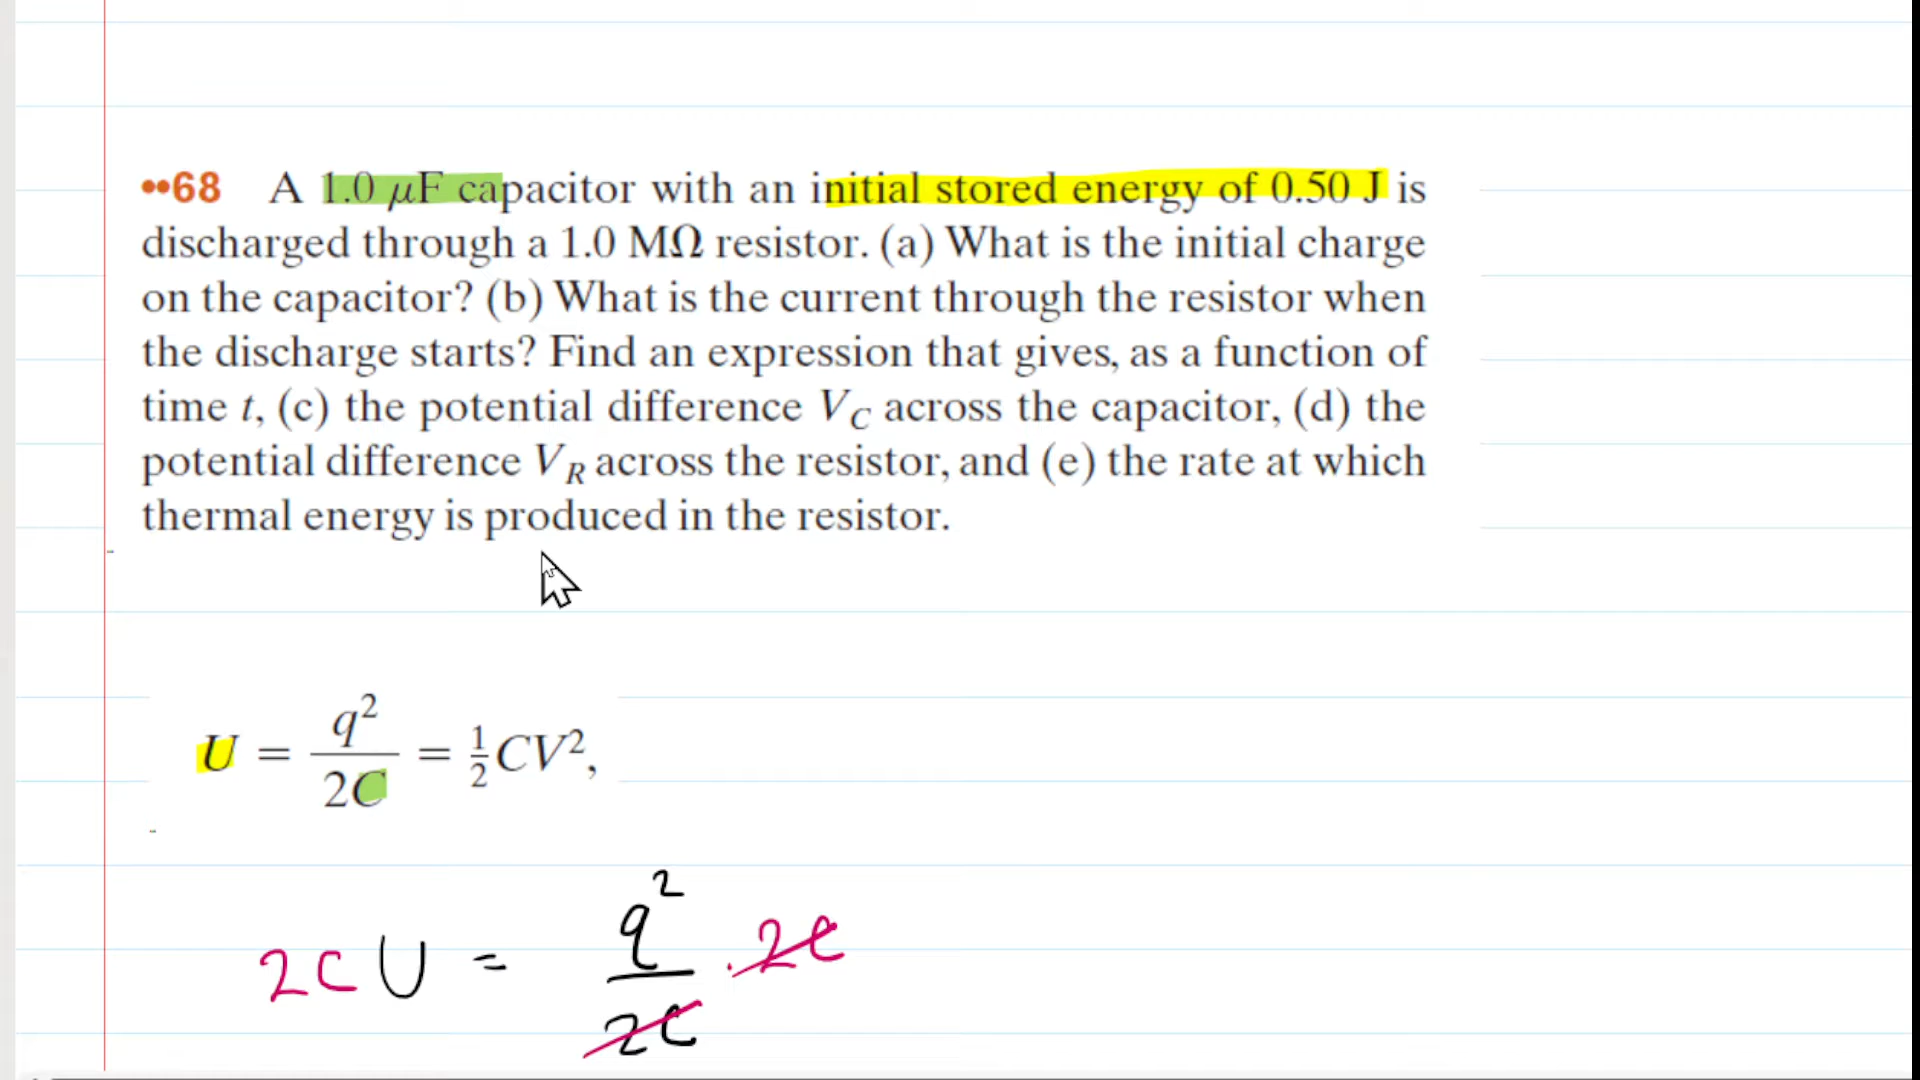 ••68 A 1.0 μF capacitor with an initial stored energy of 0.50 J is
discharged through a 1.0 MΩ resistor. (a) What is the initial charge
on the capacitor? (b) What is the current through the resistor when
the discharge starts? Find an expression that gives, as a function of
time t, (c) the potential difference V_C across the capacitor, (d) the
potential difference V_R across the resistor, and (e) the rate at which
thermal energy is produced in the resistor.
U = q²/2C = ½CV²,
2C U = q²/2C · 2C